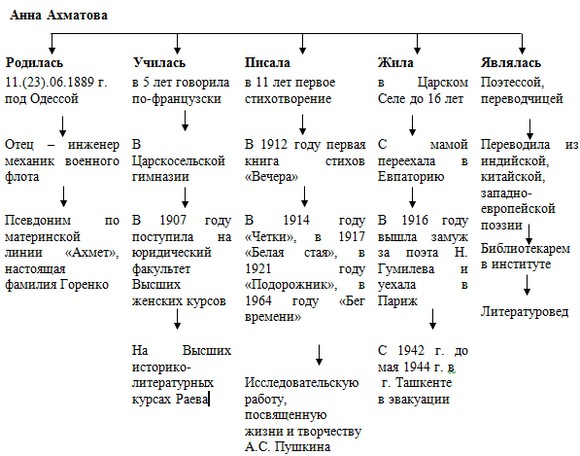 Анна Ахматова
Родилась
11.(23).06.1889 г.
под Одессой
Отец – инженер
механик военного
флота
Псевдоним по
материнской
линии «Ахмет»,
настоящая
фамилия Горенко
Училась
в 5 лет говорила
по-французски
В
Царскосельской
гимназии
В 1907 году
поступила на
юридический
факультет
Высших
женских курсов
На Высших
историко-
литературных
курсах Раева
Писала
в 11 лет первое
стихотворение
В 1912 году первая
книга стихов
«Вечера»
В 1914 году
«Четки», в 1917
«Белая стая», в
1921 году
«Подорожник», в
1964 году «Бег
времени»
Исследовательскую
работу,
посвященную
жизни и творчеству
А.С. Пушкина
Жила
в Царском
Селе до 16 лет
С мамой
переехала в
Евпаторию
В 1916 году
вышла замуж
за поэта Н.
Гумилева и
уехала в
Париж
С 1942 г. до
мая 1944 г. в
г. Ташкенте
в эвакуации
Являлась
Поэтессой,
переводчицей
Переводила из
индийской,
китайской,
западно-
европейской
поэзии
Библиотекарем
в институте
Литературовед